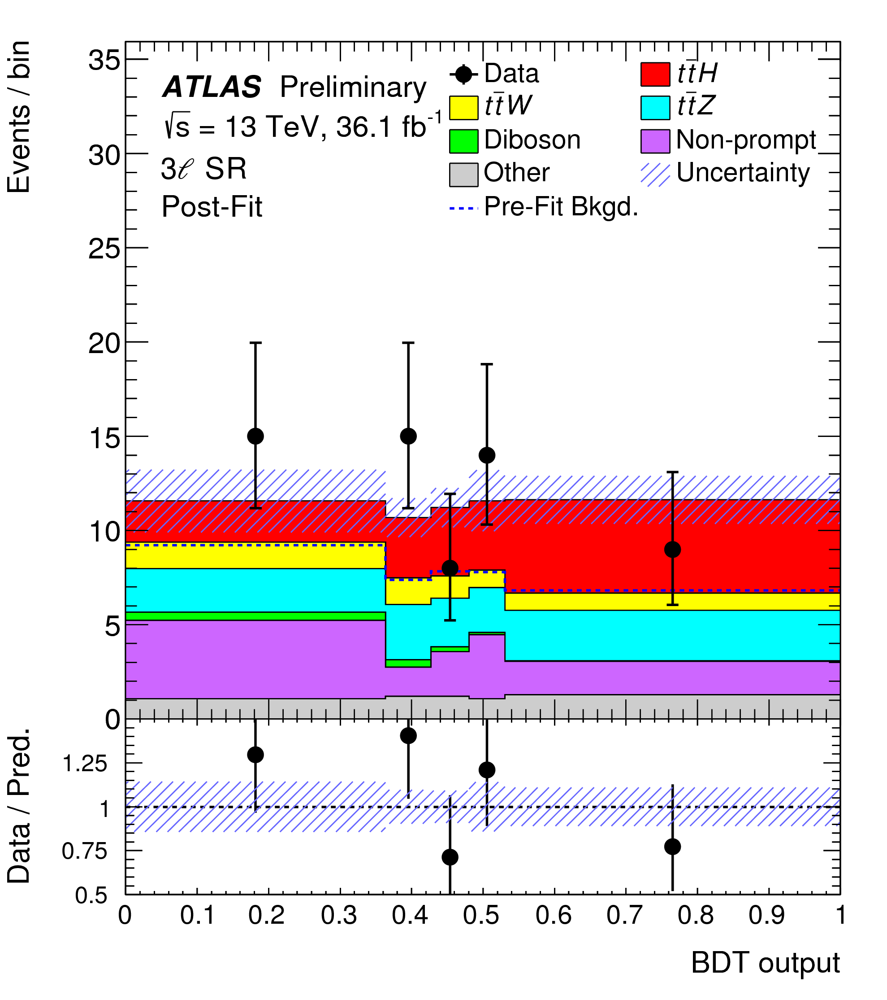 Events / bin
35
30
25
20
15
10
5
0
ATLAS Preliminary
√s = 13 TeV, 36.1 fb⁻¹
3ℓ SR
Post-Fit
Data
tt̄H
tt̄W
tt̄Z
Diboson
Non-prompt
Other
Uncertainty
Pre-Fit Bkgd.
Data / Pred.
1.25
1
0.75
0.5
0 0.1 0.2 0.3 0.4 0.5 0.6 0.7 0.8 0.9 1
BDT output